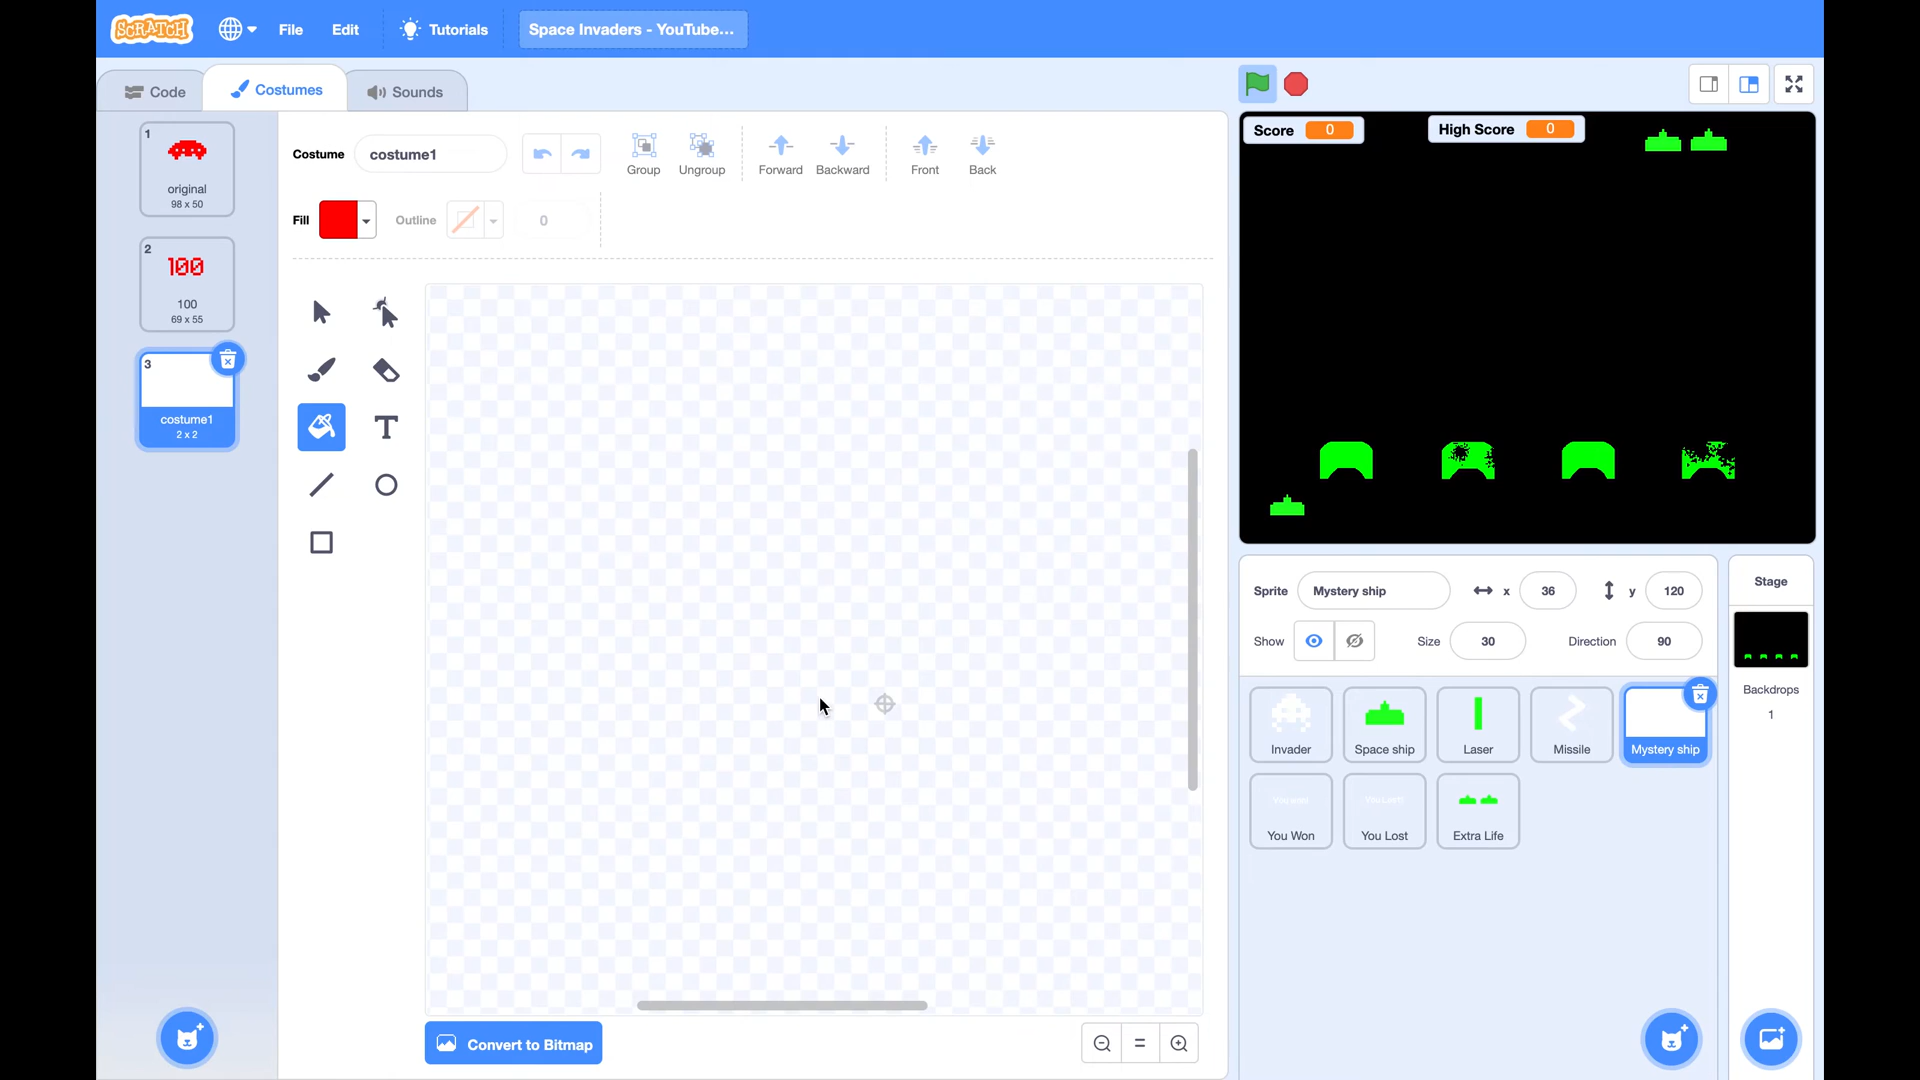 SCRATCH File Edit Tutorials Space Invaders - YouTube...
Code Costumes Sounds
1
original
98 x 50
2
100
100
69 x 55
3
costume1
2 x 2
Costume costume1 Group Ungroup Forward Backward Front Back
Fill Outline 0
T
Convert to Bitmap
Score 0 High Score 0
Sprite Mystery ship x 36 y 120
Show Size 30 Direction 90
Invader Space ship Laser Missile Mystery ship
You Won You Lost Extra Life
Stage
Backdrops
1